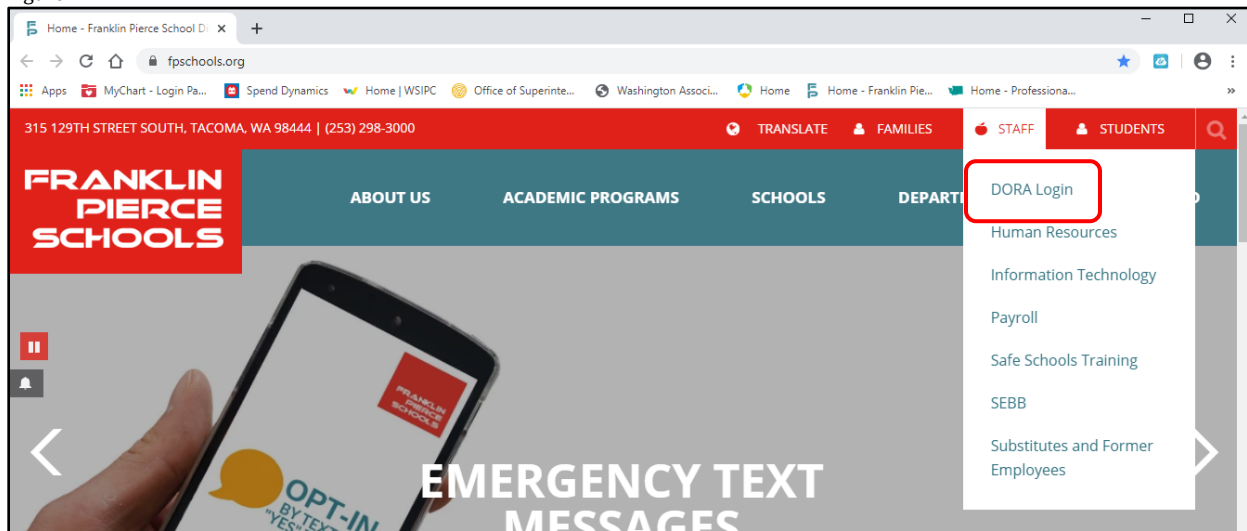 Home - Franklin Pierce School Di
fpschools.org
Apps MyChart - Login Pa... Spend Dynamics Home | WSIPC Office of Superinte... Washington Associ... Home Home - Franklin Pie... Home - Professiona...
315 129TH STREET SOUTH, TACOMA, WA 98444 | (253) 298-3000 TRANSLATE FAMILIES STAFF STUDENTS
FRANKLIN
PIERCE
SCHOOLS
ABOUT US ACADEMIC PROGRAMS SCHOOLS DEPART
DORA Login
Human Resources
Information Technology
Payroll
Safe Schools Training
SEBB
Substitutes and Former
Employees
FRANKLIN
PIERCE
SCHOOLS
OPT-IN
BY TEXT
"YES"
EMERGENCY TEXT
MESSAGES